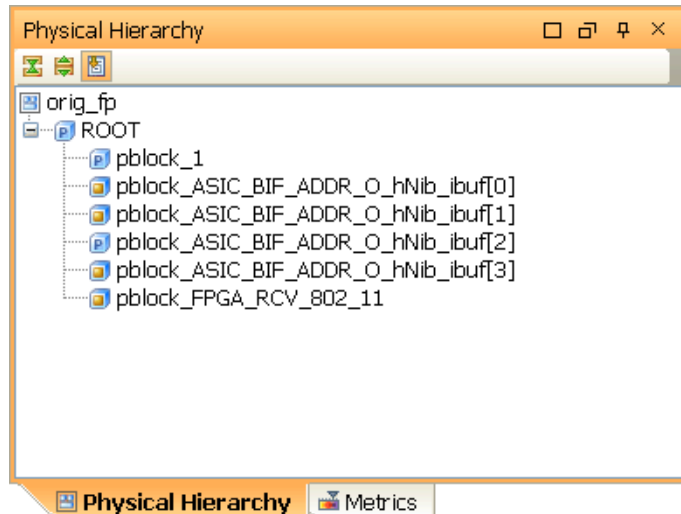 Physical Hierarchy
orig_fp
ROOT
pblock_1
pblock_ASIC_BIF_ADDR_O_hNib_ibuf[0]
pblock_ASIC_BIF_ADDR_O_hNib_ibuf[1]
pblock_ASIC_BIF_ADDR_O_hNib_ibuf[2]
pblock_ASIC_BIF_ADDR_O_hNib_ibuf[3]
pblock_FPGA_RCV_802_11
Physical Hierarchy Metrics